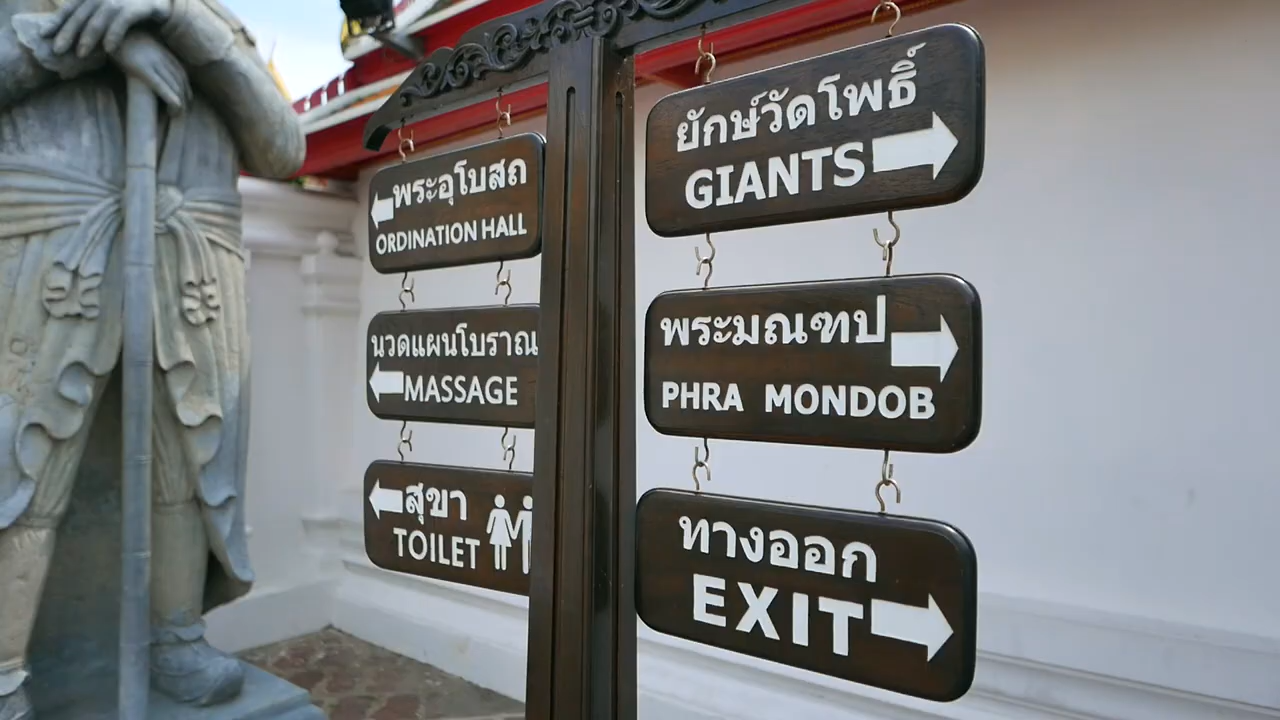 พระอุโบสถ
ORDINATION HALL
นวดแผนโบราณ
MASSAGE
สุขา
TOILET
ยักษ์วัดโพธิ์
GIANTS
พระมณฑป
PHRA MONDOB
ทางออก
EXIT